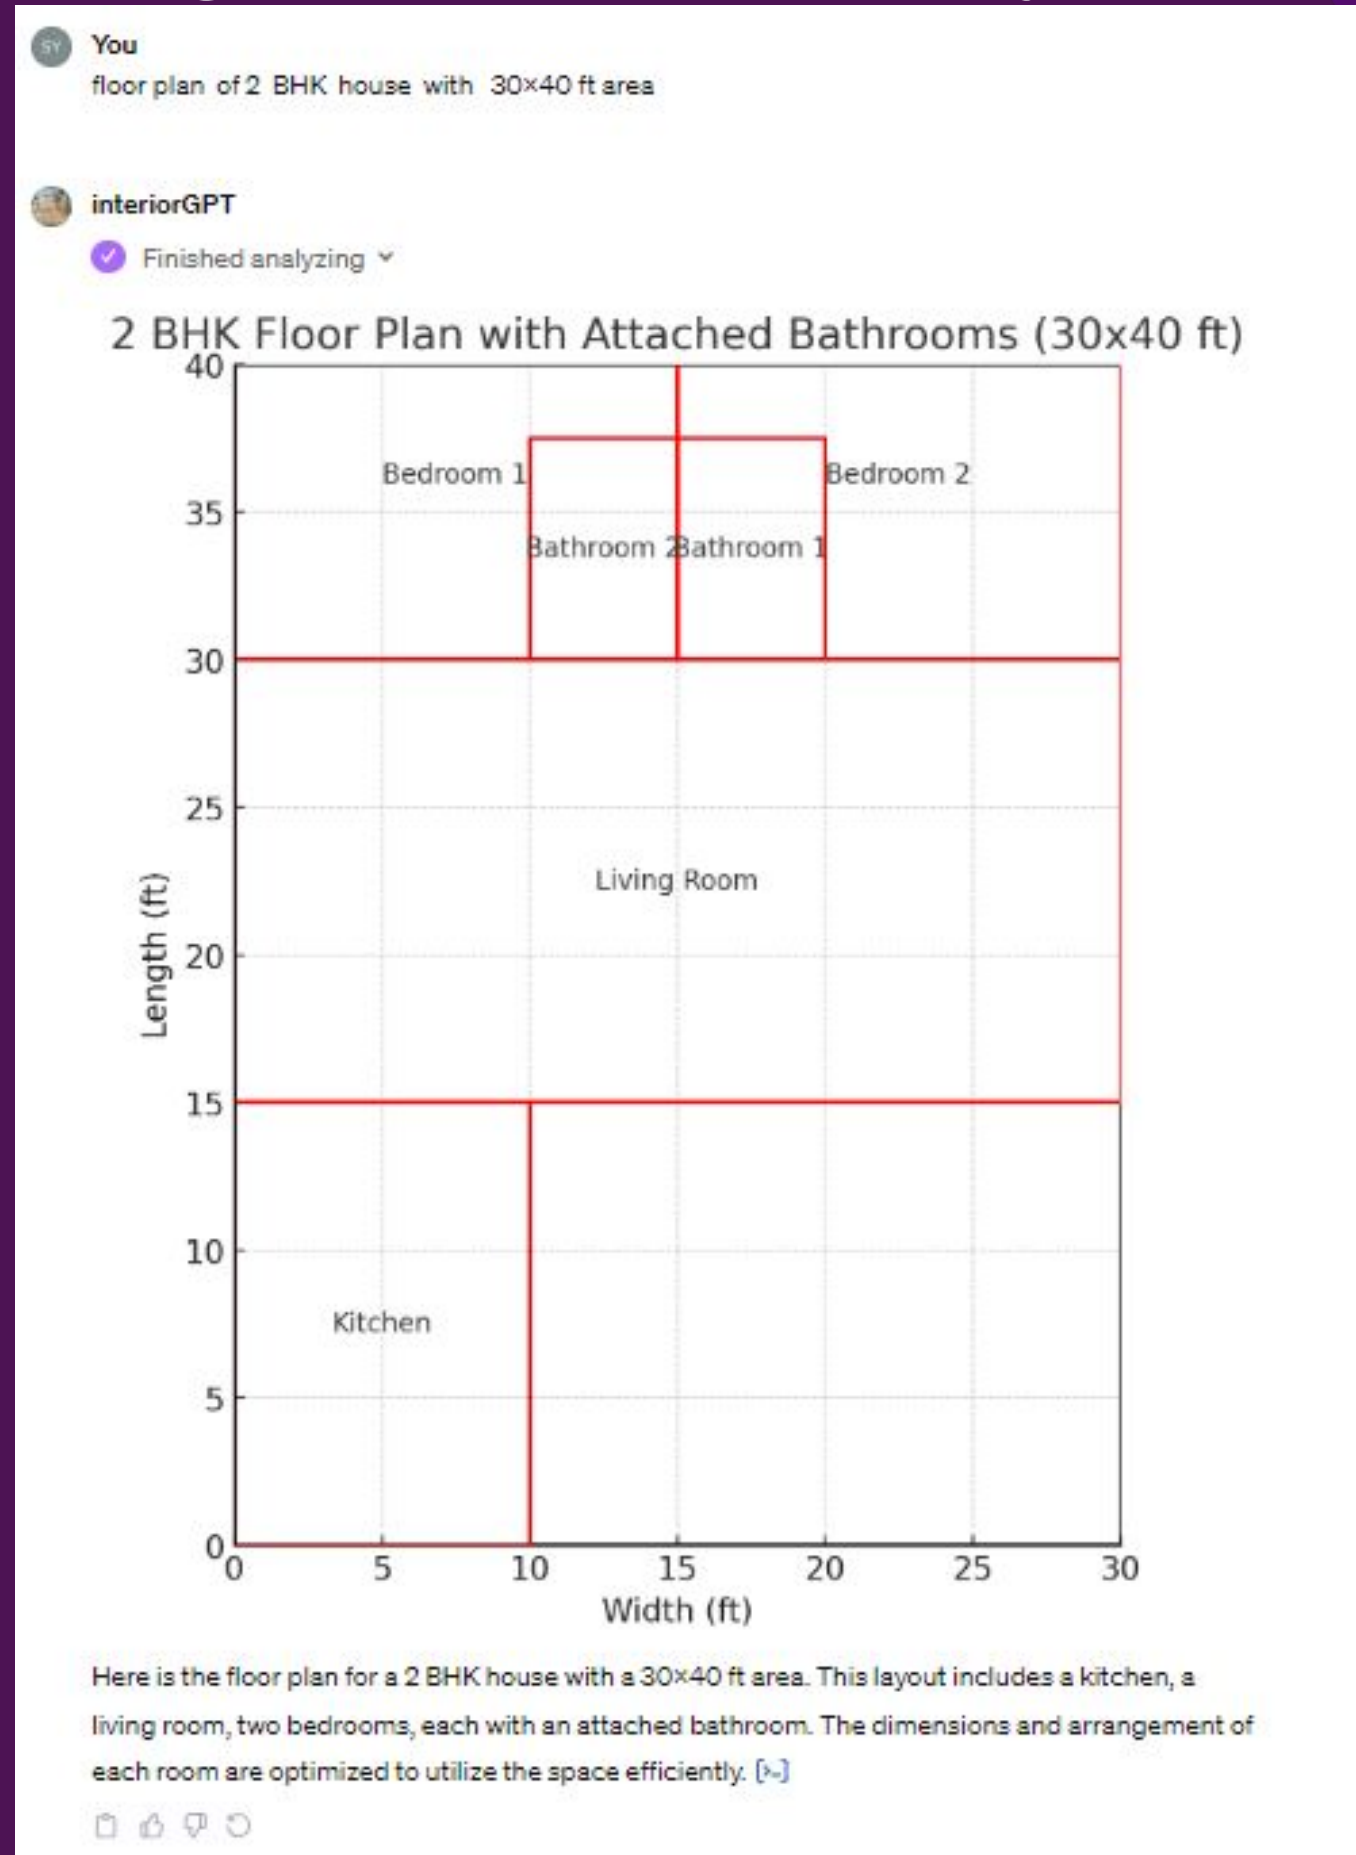 SY
You
floor plan of 2 BHK house with 30×40 ft area
interiorGPT
Finished analyzing
2 BHK Floor Plan with Attached Bathrooms (30x40 ft)
40
Bedroom 1
Bedroom 2
35
Bathroom 2
Bathroom 1
30
25
Living Room
Length (ft)
20
15
10
Kitchen
5
0
0 5 10 15 20 25 30
Width (ft)
Here is the floor plan for a 2 BHK house with a 30×40 ft area. This layout includes a kitchen, a
living room, two bedrooms, each with an attached bathroom. The dimensions and arrangement of
each room are optimized to utilize the space efficiently. [>-]